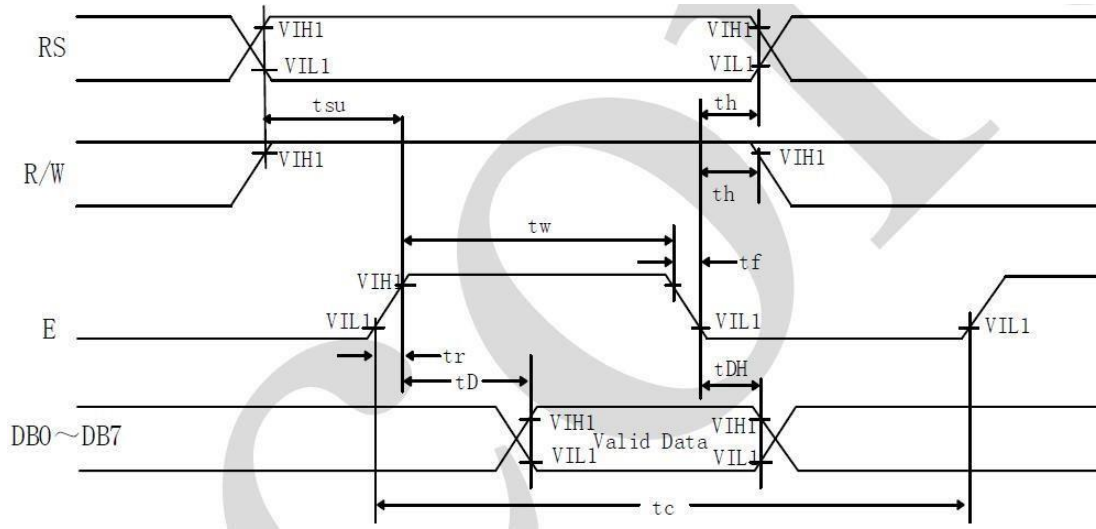 RS VIH1 VIH1
VIL1 VIL1
tsu th
R/W VIH1 VIH1
th
tw
tf
VIH1
E VIL1 VIL1 VIL1
tr
tD tDH
DB0～DB7 VIH1 VIH1
Valid Data
VIL1 VIL1
tc